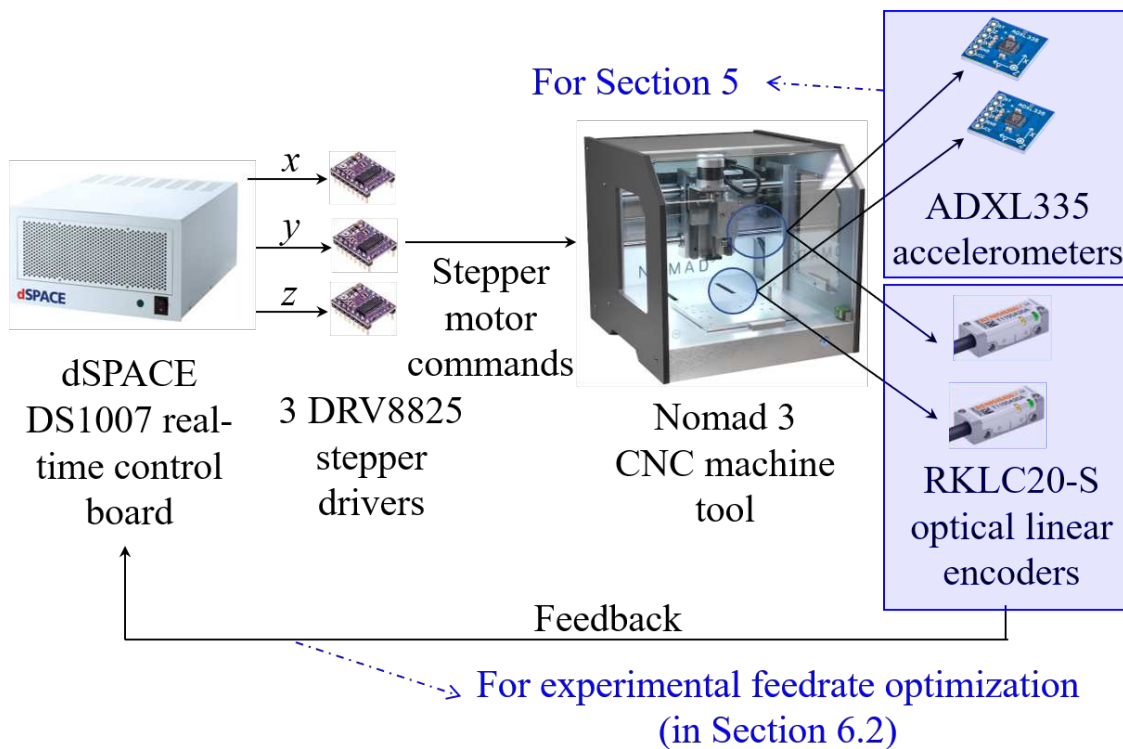 For Section 5
x
y
z
dSPACE
NOMAD
Stepper
motor
commands
ADXL335
accelerometers
dSPACE
DS1007 real-
time control
board
3 DRV8825
stepper
drivers
Nomad 3
CNC machine
tool
RKLC20-S
optical linear
encoders
Feedback
For experimental feedrate optimization
(in Section 6.2)